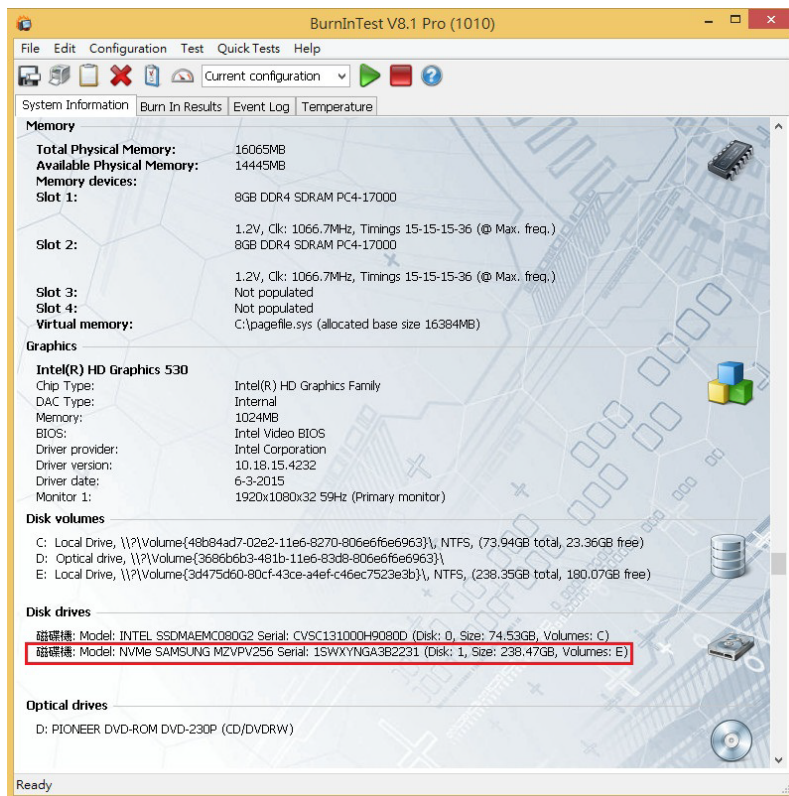 BurnInTest V8.1 Pro (1010)
File Edit Configuration Test Quick Tests Help
Current configuration
System Information Burn In Results Event Log Temperature
Memory
Total Physical Memory: 16065MB
Available Physical Memory: 14445MB
Memory devices:
Slot 1: 8GB DDR4 SDRAM PC4-17000
1.2V, Clk: 1066.7MHz, Timings 15-15-15-36 (@ Max. freq.)
Slot 2: 8GB DDR4 SDRAM PC4-17000
1.2V, Clk: 1066.7MHz, Timings 15-15-15-36 (@ Max. freq.)
Slot 3: Not populated
Slot 4: Not populated
Virtual memory: C:\pagefile.sys (allocated base size 16384MB)
Graphics
Intel(R) HD Graphics 530
Chip Type: Intel(R) HD Graphics Family
DAC Type: Internal
Memory: 1024MB
BIOS: Intel Video BIOS
Driver provider: Intel Corporation
Driver version: 10.18.15.4232
Driver date: 6-3-2015
Monitor 1: 1920x1080x32 59Hz (Primary monitor)
Disk volumes
C: Local Drive, \\?\Volume{48b84ad7-02e2-11e6-8270-806e6f6e6963}\, NTFS, (73.94GB total, 23.36GB free)
D: Optical drive, \\?\Volume{3686b6b3-481b-11e6-83d8-806e6f6e6963}\
E: Local Drive, \\?\Volume{3d475d60-80cf-43ce-a4ef-c46ec7523e3b}\, NTFS, (238.35GB total, 180.07GB free)
Disk drives
磁碟機: Model: INTEL SSDMAEMC080G2 Serial: CVSC131000H9080D (Disk: 0, Size: 74.53GB, Volumes: C)
磁碟機: Model: NVMe SAMSUNG MZVPV256 Serial: 1SWXYNGA3B2231 (Disk: 1, Size: 238.47GB, Volumes: E)
Optical drives
D: PIONEER DVD-ROM DVD-230P (CD/DVDRW)
Ready